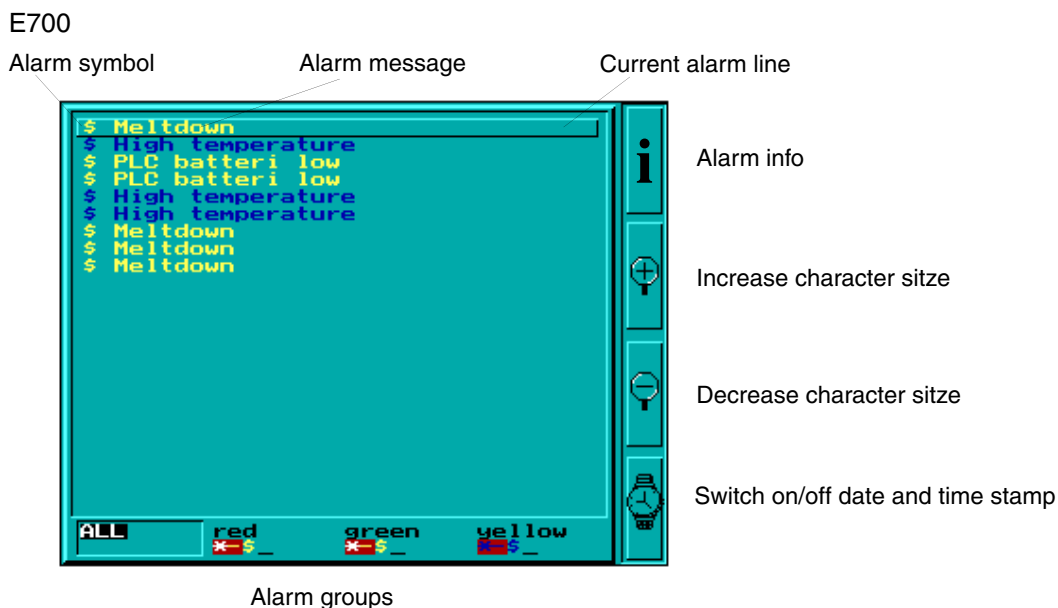 E700
Alarm symbol Alarm message Current alarm line
$ Meltdown
$ High temperature
$ PLC batteri low
$ PLC batteri low
$ High temperature
$ High temperature
$ Meltdown
$ Meltdown
$ Meltdown
i
Alarm info
Increase character sitze
Decrease character sitze
Switch on/off date and time stamp
ALL red green yellow
*-$_ *-$_ *-$_
Alarm groups